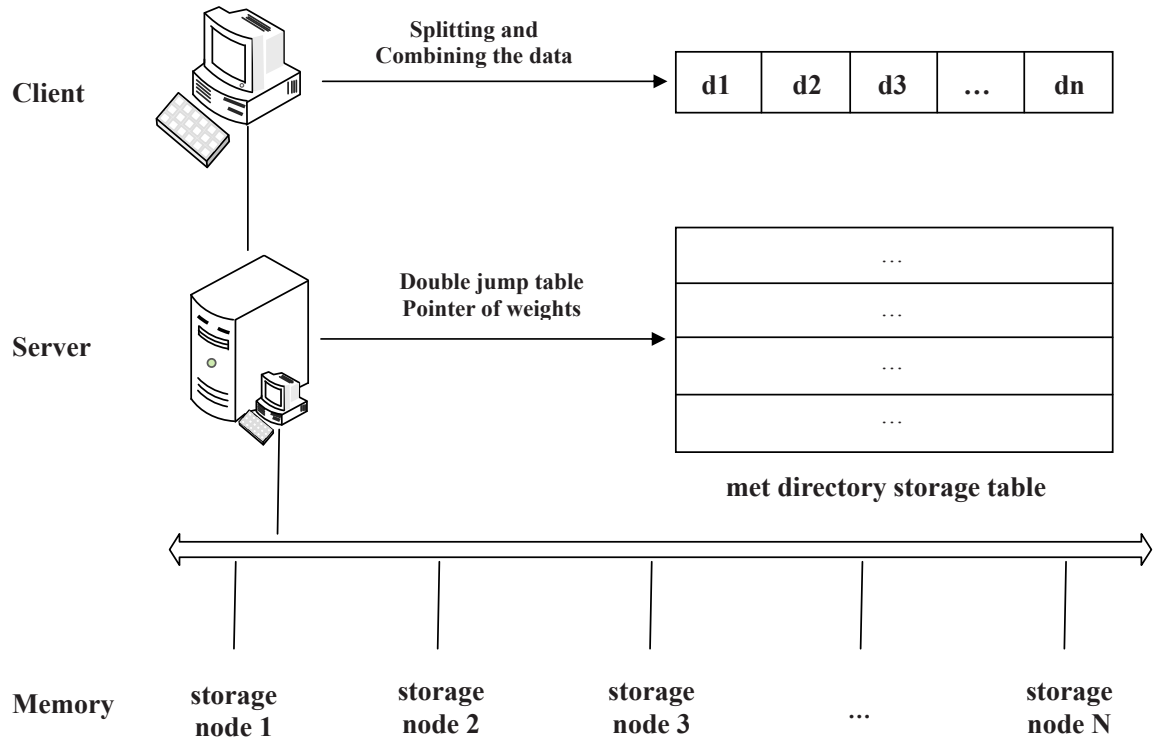 Splitting and
Combining the data
Client
d1 d2 d3 … dn
Double jump table
Pointer of weights
Server
…
…
…
…
met directory storage table
Memory
storage
node 1
storage
node 2
storage
node 3
…
storage
node N